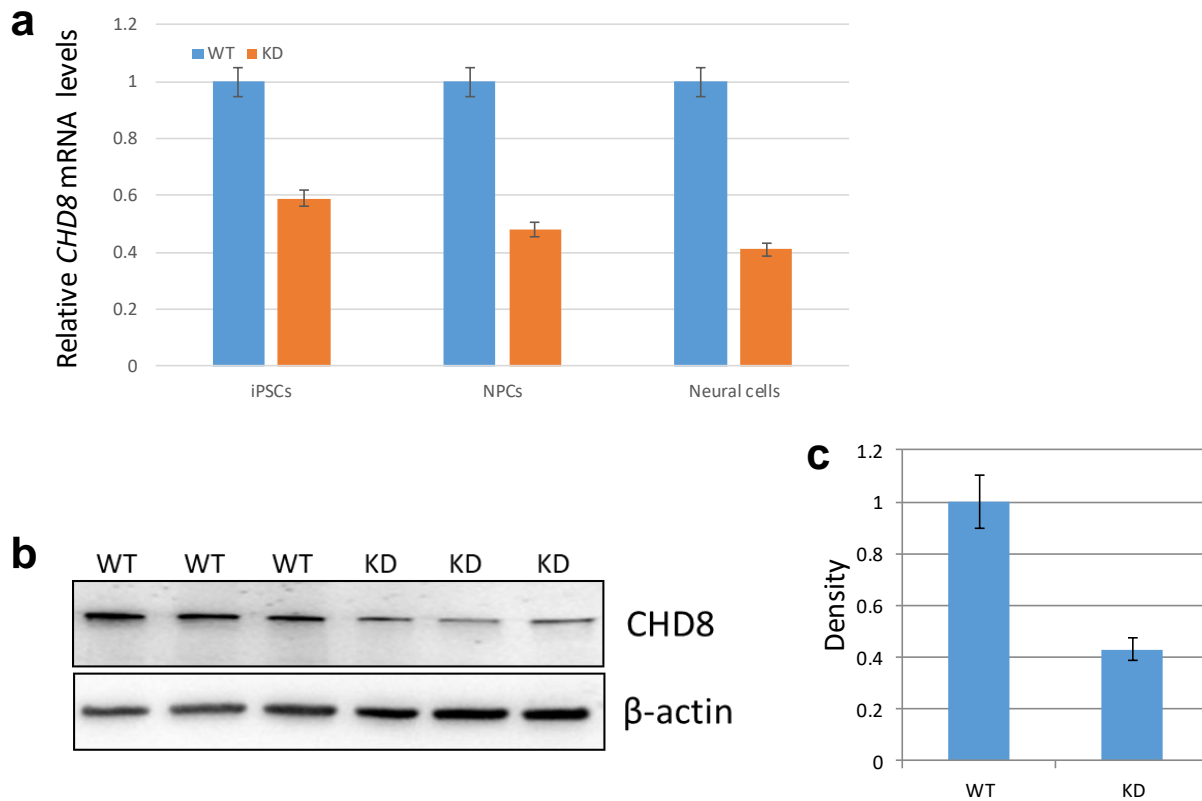 a
Relative CHD8 mRNA levels
1.2
1
0.8
0.6
0.4
0.2
0
WT KD
iPSCs NPCs Neural cells
b
WT WT WT KD KD KD
CHD8
β-actin
c
Density
1.2
1
0.8
0.6
0.4
0.2
0
WT KD